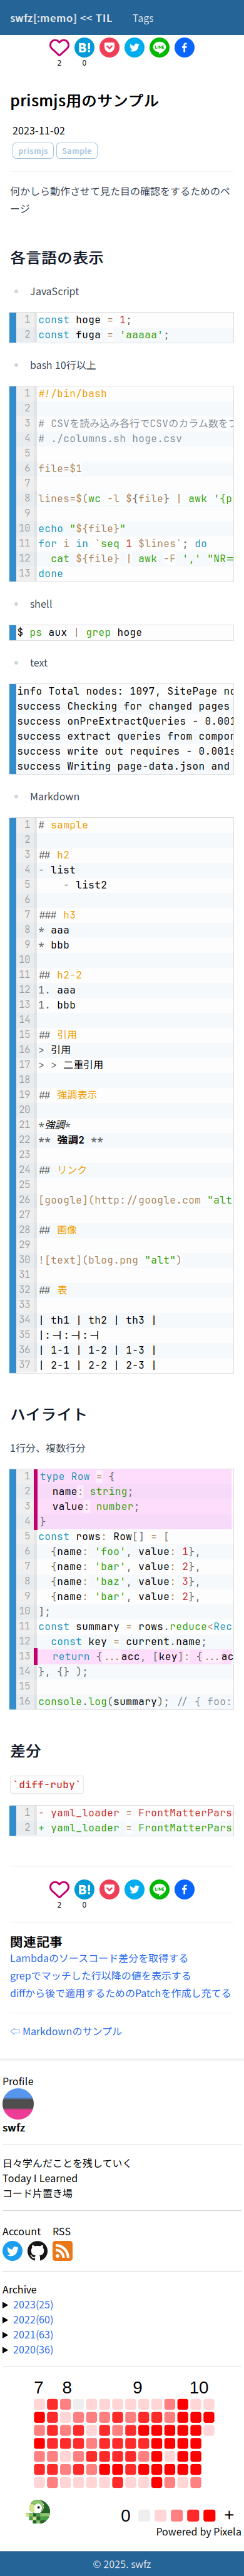 swfz[:memo] << TIL Tags
2 0
prismjs用のサンプル
2023-11-02
prismjs Sample
何かしら動作させて見た目の確認をするためのページ
各言語の表示
JavaScript
1 const hoge = 1;
2 const fuga = 'aaaaa';
bash 10行以上
1 #!/bin/bash
2
3 # CSVを読み込み各行でCSVのカラム数をフ
4 # ./columns.sh hoge.csv
5
6 file=$1
7
8 lines=$(wc -l ${file} | awk '{p
9
10 echo "${file}"
11 for i in `seq 1 $lines`; do
12 cat ${file} | awk -F ',' "NR=
13 done
shell
$ ps aux | grep hoge
text
info Total nodes: 1097, SitePage no
success Checking for changed pages
success onPreExtractQueries - 0.001
success extract queries from compon
success write out requires - 0.001s
success Writing page-data.json and
Markdown
1 # sample
2
3 ## h2
4 - list
5 - list2
6
7 ### h3
8 * aaa
9 * bbb
10
11 ## h2-2
12 1. aaa
13 1. bbb
14
15 ## 引用
16 > 引用
17 > > 二重引用
18
19 ## 強調表示
20
21 *強調*
22 ** 強調2 **
23
24 ## リンク
25
26 [google](http://google.com "alt
27
28 ## 画像
29
30 ![text](blog.png "alt")
31
32 ## 表
33
34 | th1 | th2 | th3 |
35 |:-|:-:|-:|
36 | 1-1 | 1-2 | 1-3 |
37 | 2-1 | 2-2 | 2-3 |
ハイライト
1行分、複数行分
1 type Row = {
2 name: string;
3 value: number;
4 }
5 const rows: Row[] = [
6 {name: 'foo', value: 1},
7 {name: 'bar', value: 2},
8 {name: 'baz', value: 3},
9 {name: 'bar', value: 2},
10 ];
11 const summary = rows.reduce<Rec
12 const key = current.name;
13 return {...acc, [key]: {...ac
14 }, {} );
15
16 console.log(summary); // { foo:
差分
`diff-ruby`
1 - yaml_loader = FrontMatterPars
2 + yaml_loader = FrontMatterPars
2 0
関連記事
Lambdaのソースコード差分を取得する
grepでマッチした行以降の値を表示する
diffから後で適用するためのPatchを作成し充てる
⇦ Markdownのサンプル
Profile
swfz
日々学んだことを残していく
Today I Learned
コード片置き場
Account RSS
Archive
▶ 2023(25)
▶ 2022(60)
▶ 2021(63)
▶ 2020(36)
7 8 9 10
0 +
Powered by Pixela
© 2025. swfz